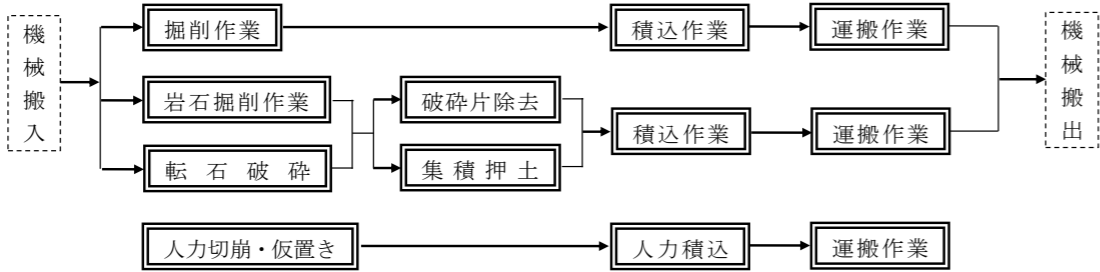 機械搬入
掘削作業
積込作業
運搬作業
機械搬出
岩石掘削作業
破砕片除去
積込作業
運搬作業
転石破砕
集積押土
人力切崩・仮置き
人力積込
運搬作業